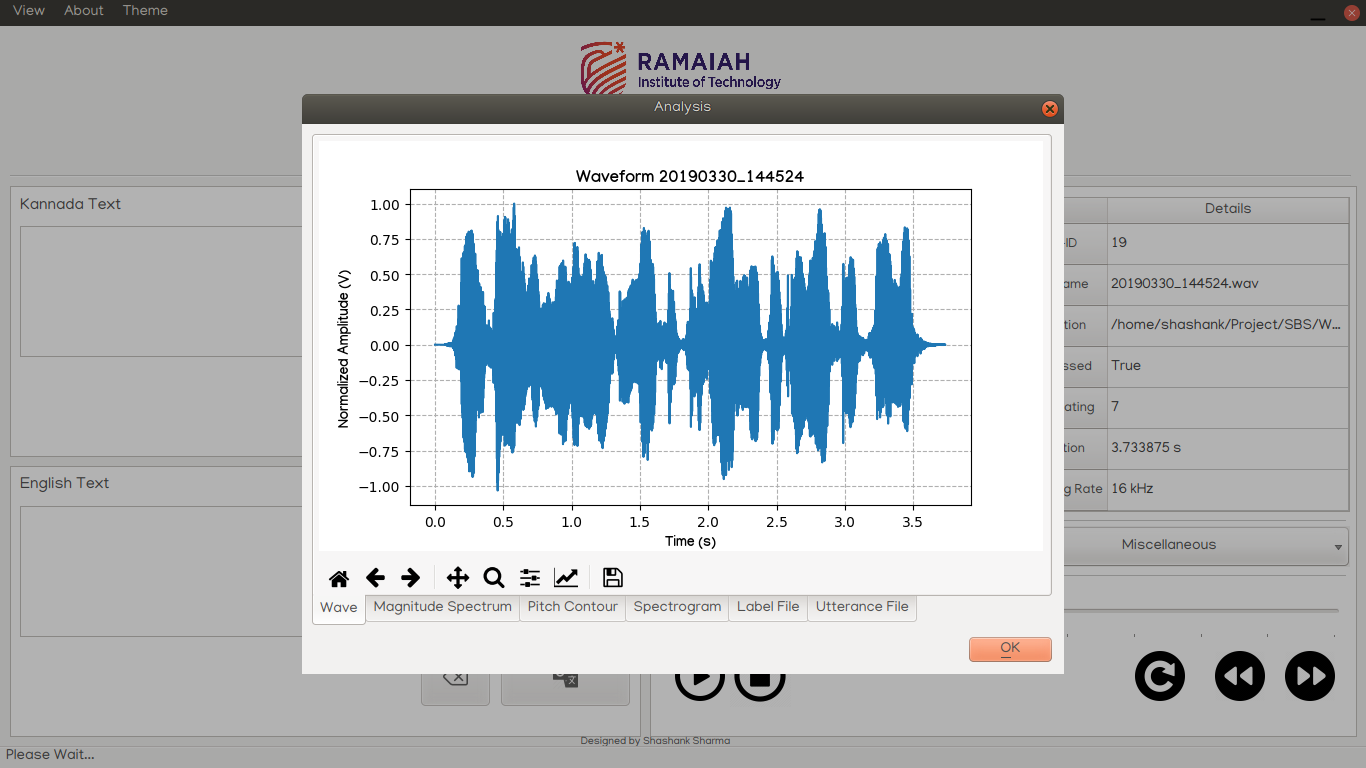 View About Theme
RAMAIAH
Institute of Technology
Analysis
Waveform 20190330_144524
Normalized Amplitude (V)
1.00
0.75
0.50
0.25
0.00
−0.25
−0.50
−0.75
−1.00
0.0 0.5 1.0 1.5 2.0 2.5 3.0 3.5
Time (s)
Wave Magnitude Spectrum Pitch Contour Spectrogram Label File Utterance File
OK
Kannada Text
English Text
Details
ID 19
ame 20190330_144524.wav
tion /home/shashank/Project/SBS/W...
ssed True
ating 7
tion 3.733875 s
g Rate 16 kHz
Miscellaneous
Designed by Shashank Sharma
Please Wait...